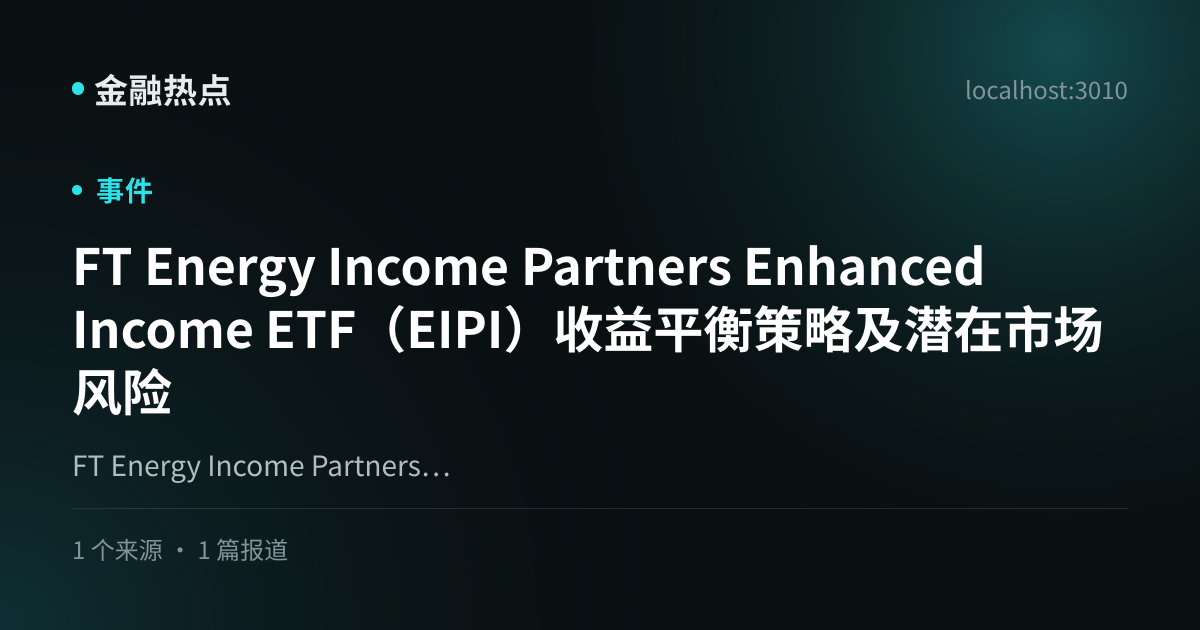 金融热点
localhost:3010
事件
FT Energy Income Partners Enhanced
Income ETF（EIPI）收益平衡策略及潜在市场
风险
FT Energy Income Partners…
1 个来源 · 1 篇报道